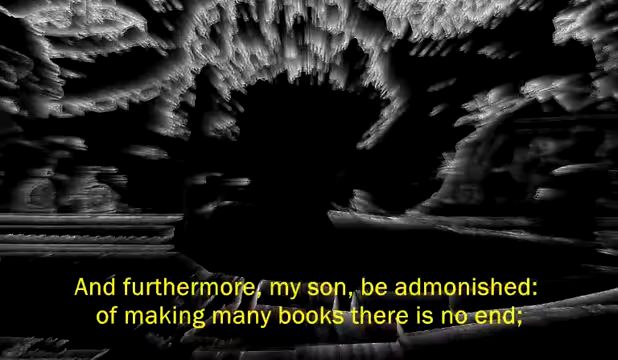 And furthermore, my son, be admonished:
of making many books there is no end;